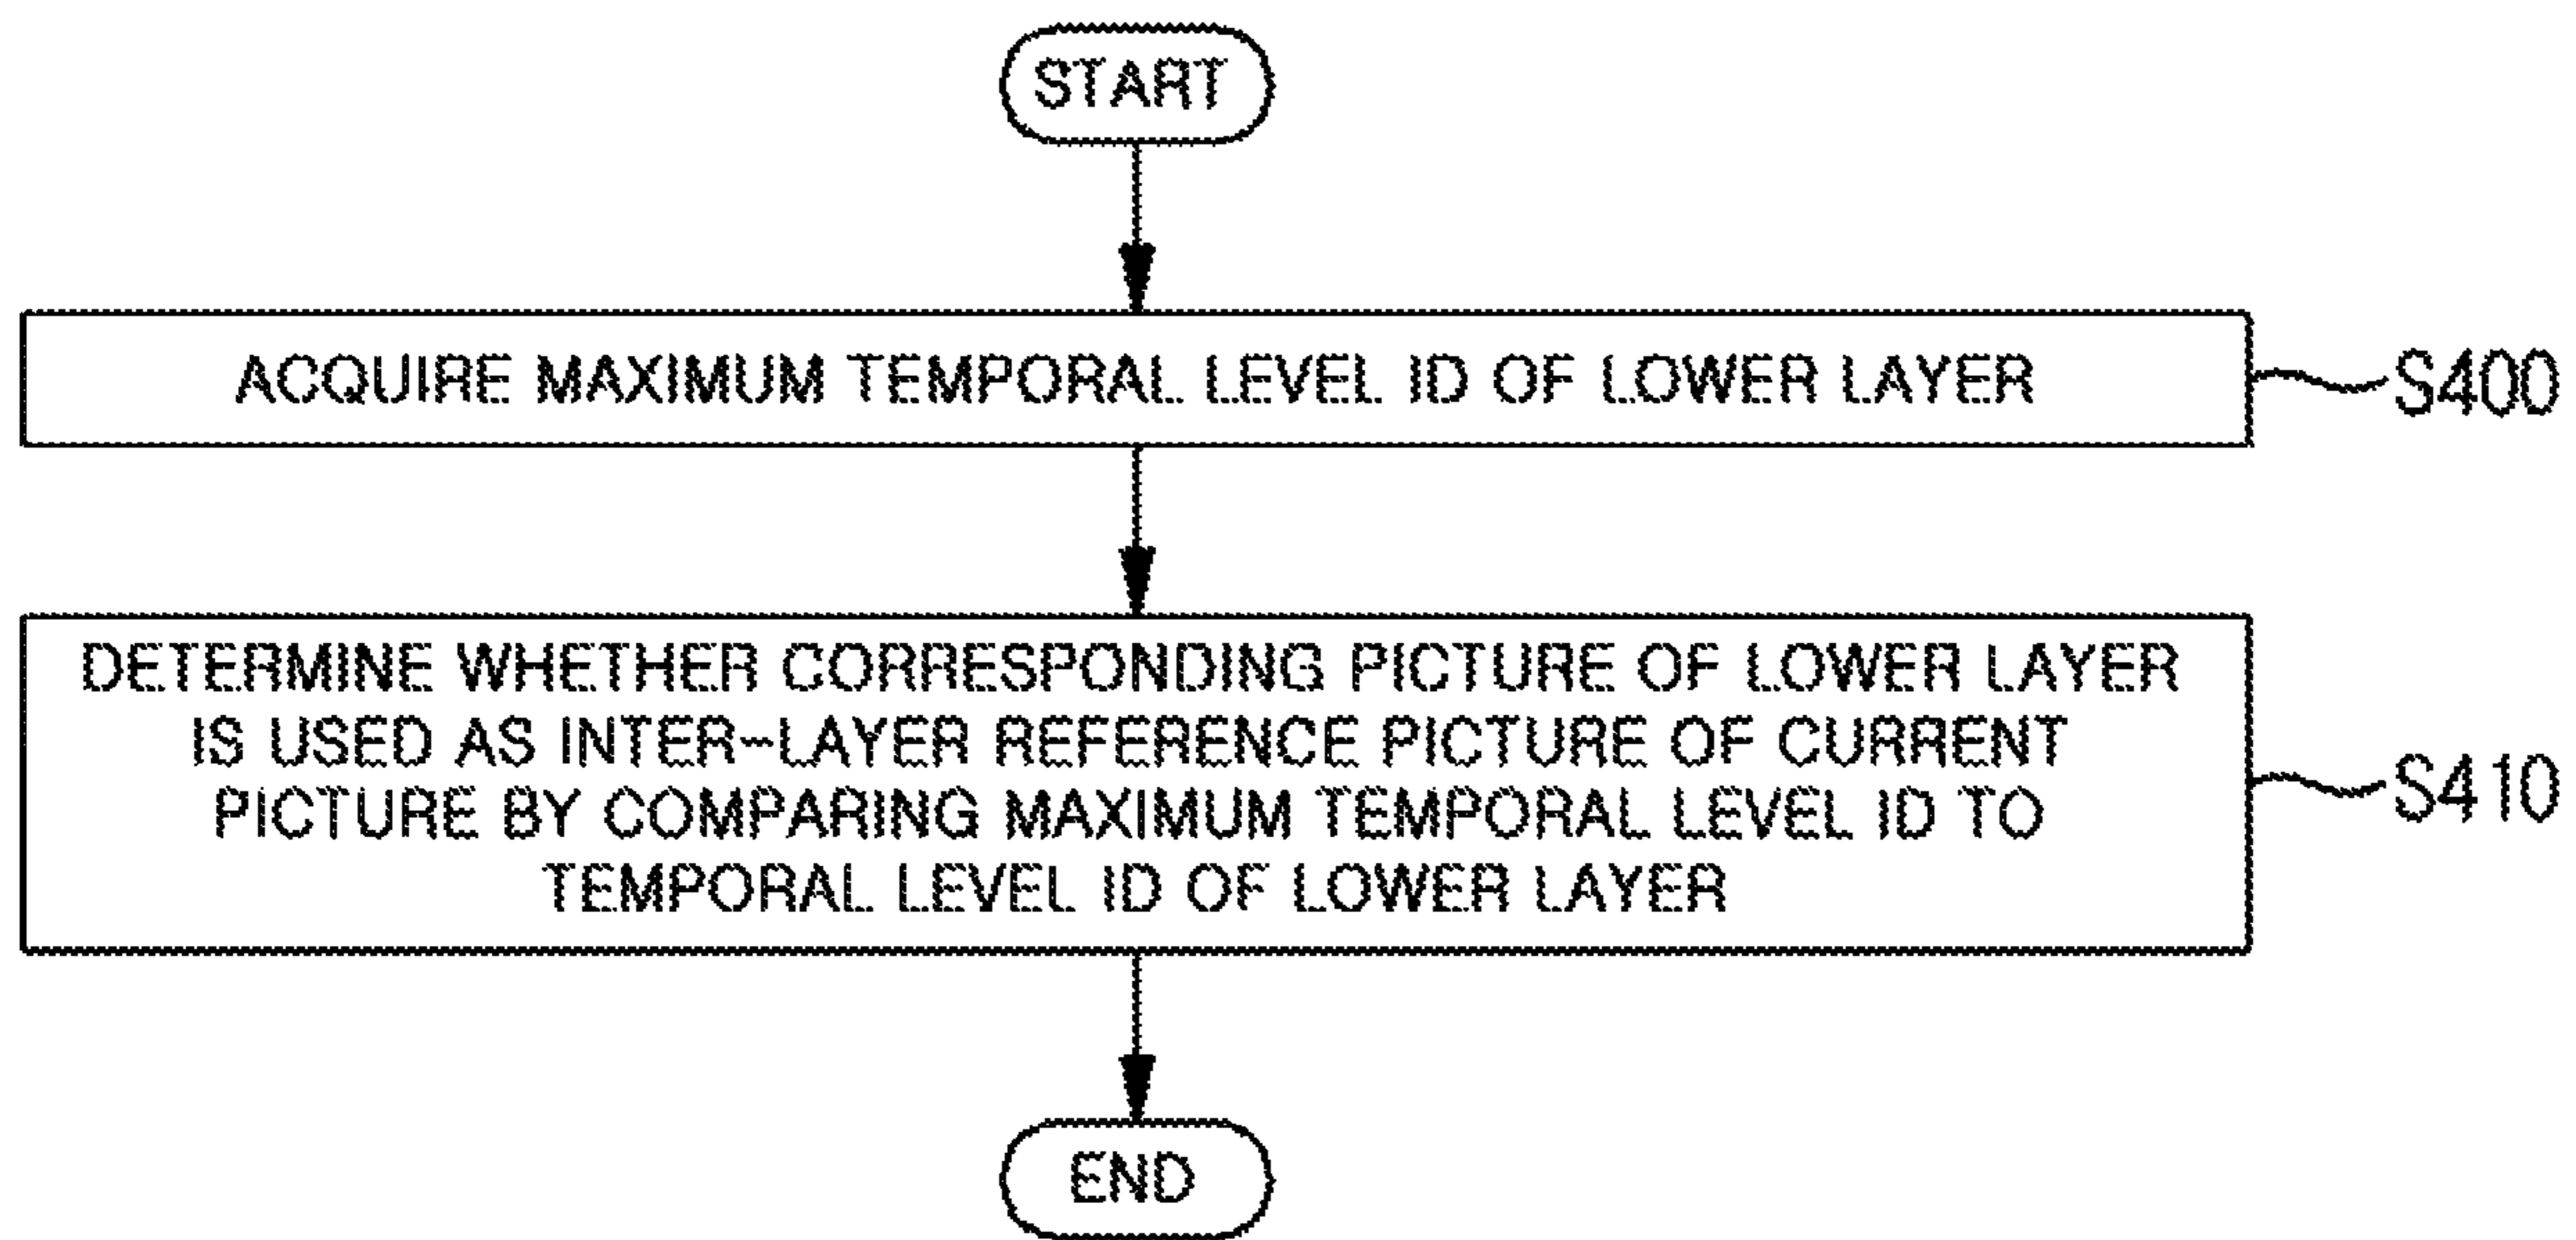 START
ACQUIRE MAXIMUM TEMPORAL LEVEL ID OF LOWER LAYER
S400
DETERMINE WHETHER CORRESPONDING PICTURE OF LOWER LAYER
IS USED AS INTER-LAYER REFERENCE PICTURE OF CURRENT
PICTURE BY COMPARING MAXIMUM TEMPORAL LEVEL ID TO
TEMPORAL LEVEL ID OF LOWER LAYER
S410
END